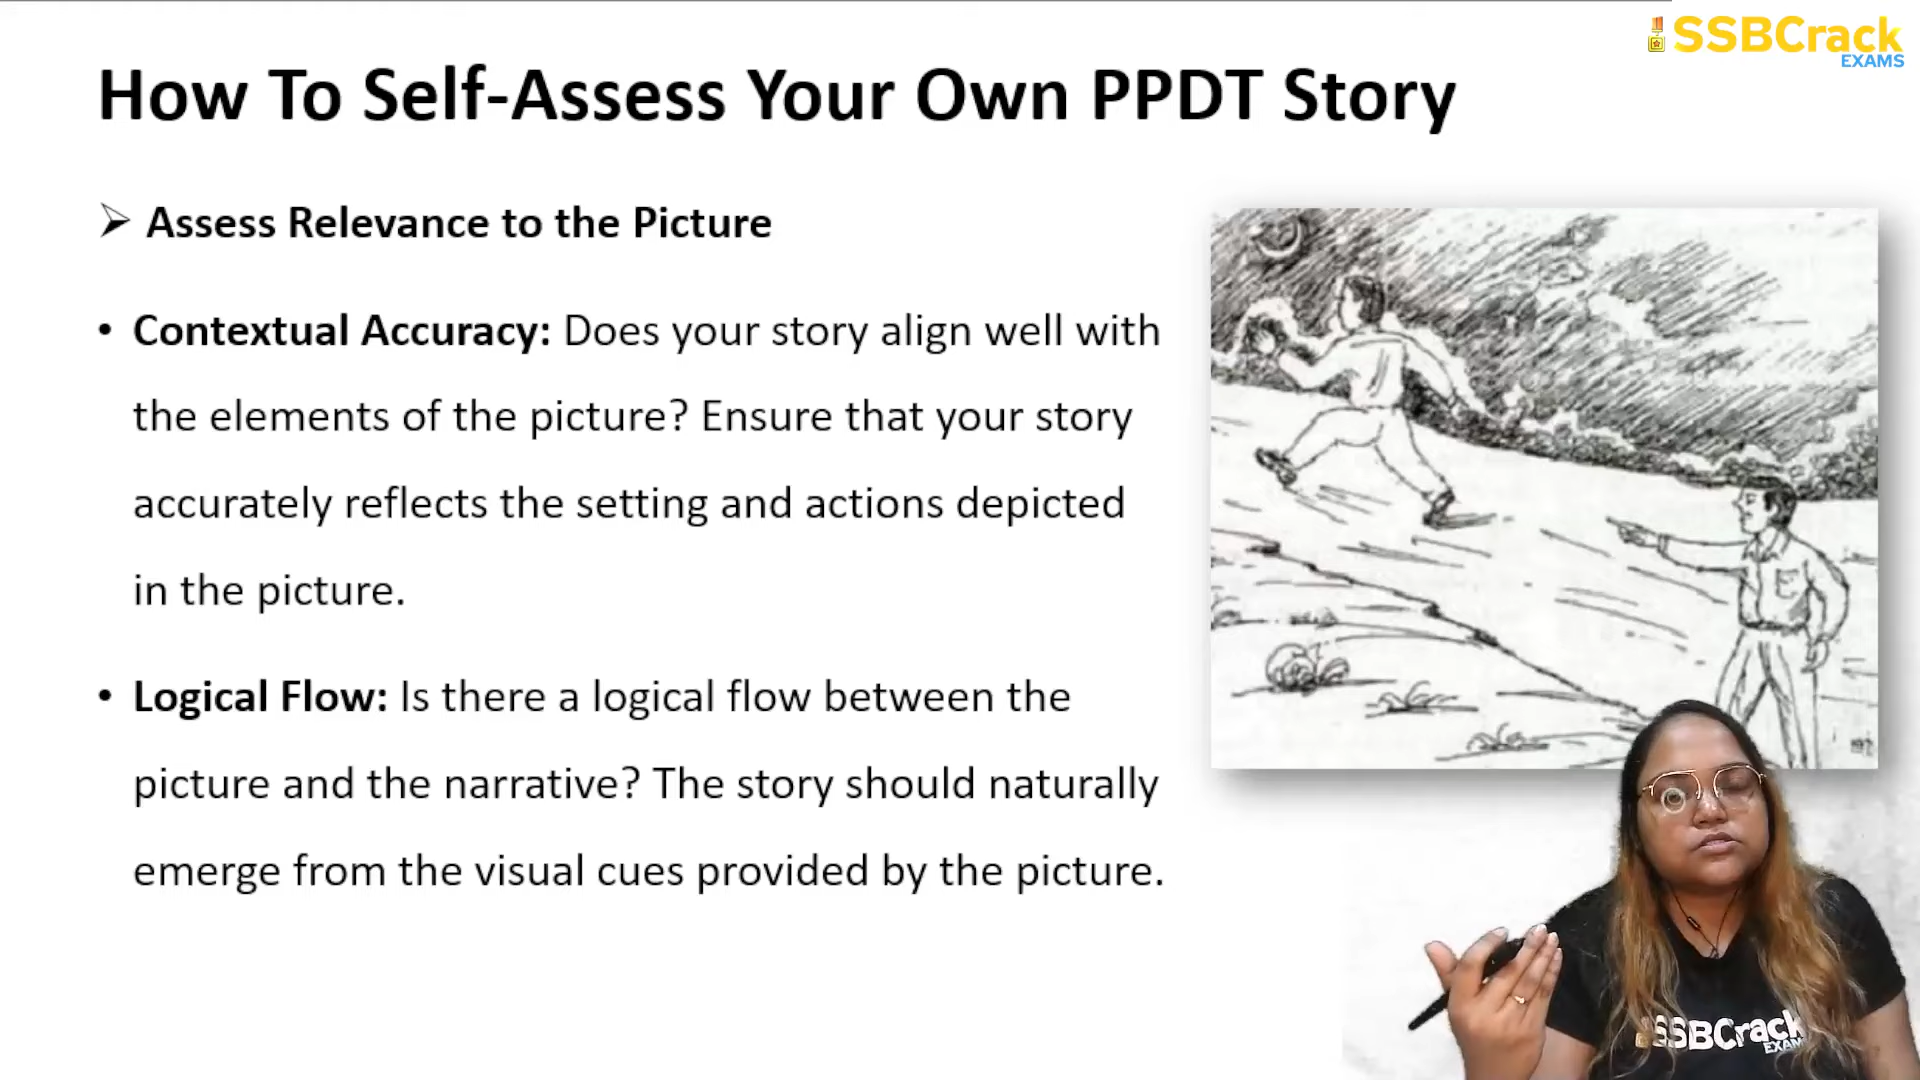 SSBCrack
EXAMS
How To Self-Assess Your Own PPDT Story
➢ Assess Relevance to the Picture
• Contextual Accuracy: Does your story align well with
the elements of the picture? Ensure that your story
accurately reflects the setting and actions depicted
in the picture.
• Logical Flow: Is there a logical flow between the
picture and the narrative? The story should naturally
emerge from the visual cues provided by the picture.
SSBCrack
EXAM